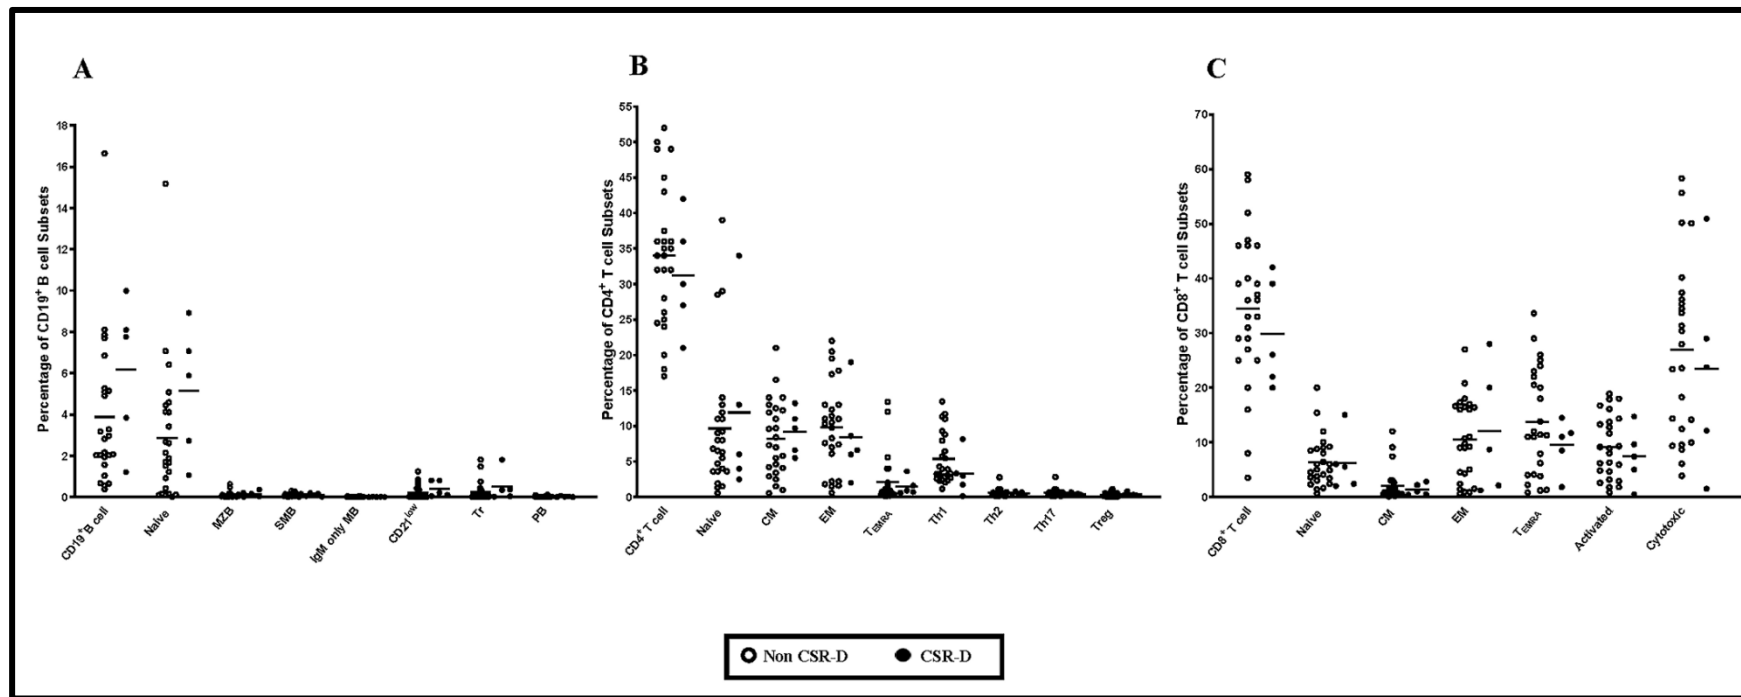 A
Percentage of CD19⁺ B cell Subsets
18
16
14
12
10
8
6
4
2
0
CD19⁺B cell
Naive
MZB
SMB
IgM only MB
CD21ˡᵒʷ
Tr
PB
B
Percentage of CD4⁺ T cell Subsets
55
50
45
40
35
30
25
20
15
10
5
0
CD4⁺ T cell
Naive
CM
EM
TEMRA
Th1
Th2
Th17
Treg
C
Percentage of CD8⁺ T cell Subsets
70
60
50
40
30
20
10
0
CD8⁺ T cell
Naive
CM
EM
TEMRA
Activated
Cytotoxic
Non CSR-D
CSR-D